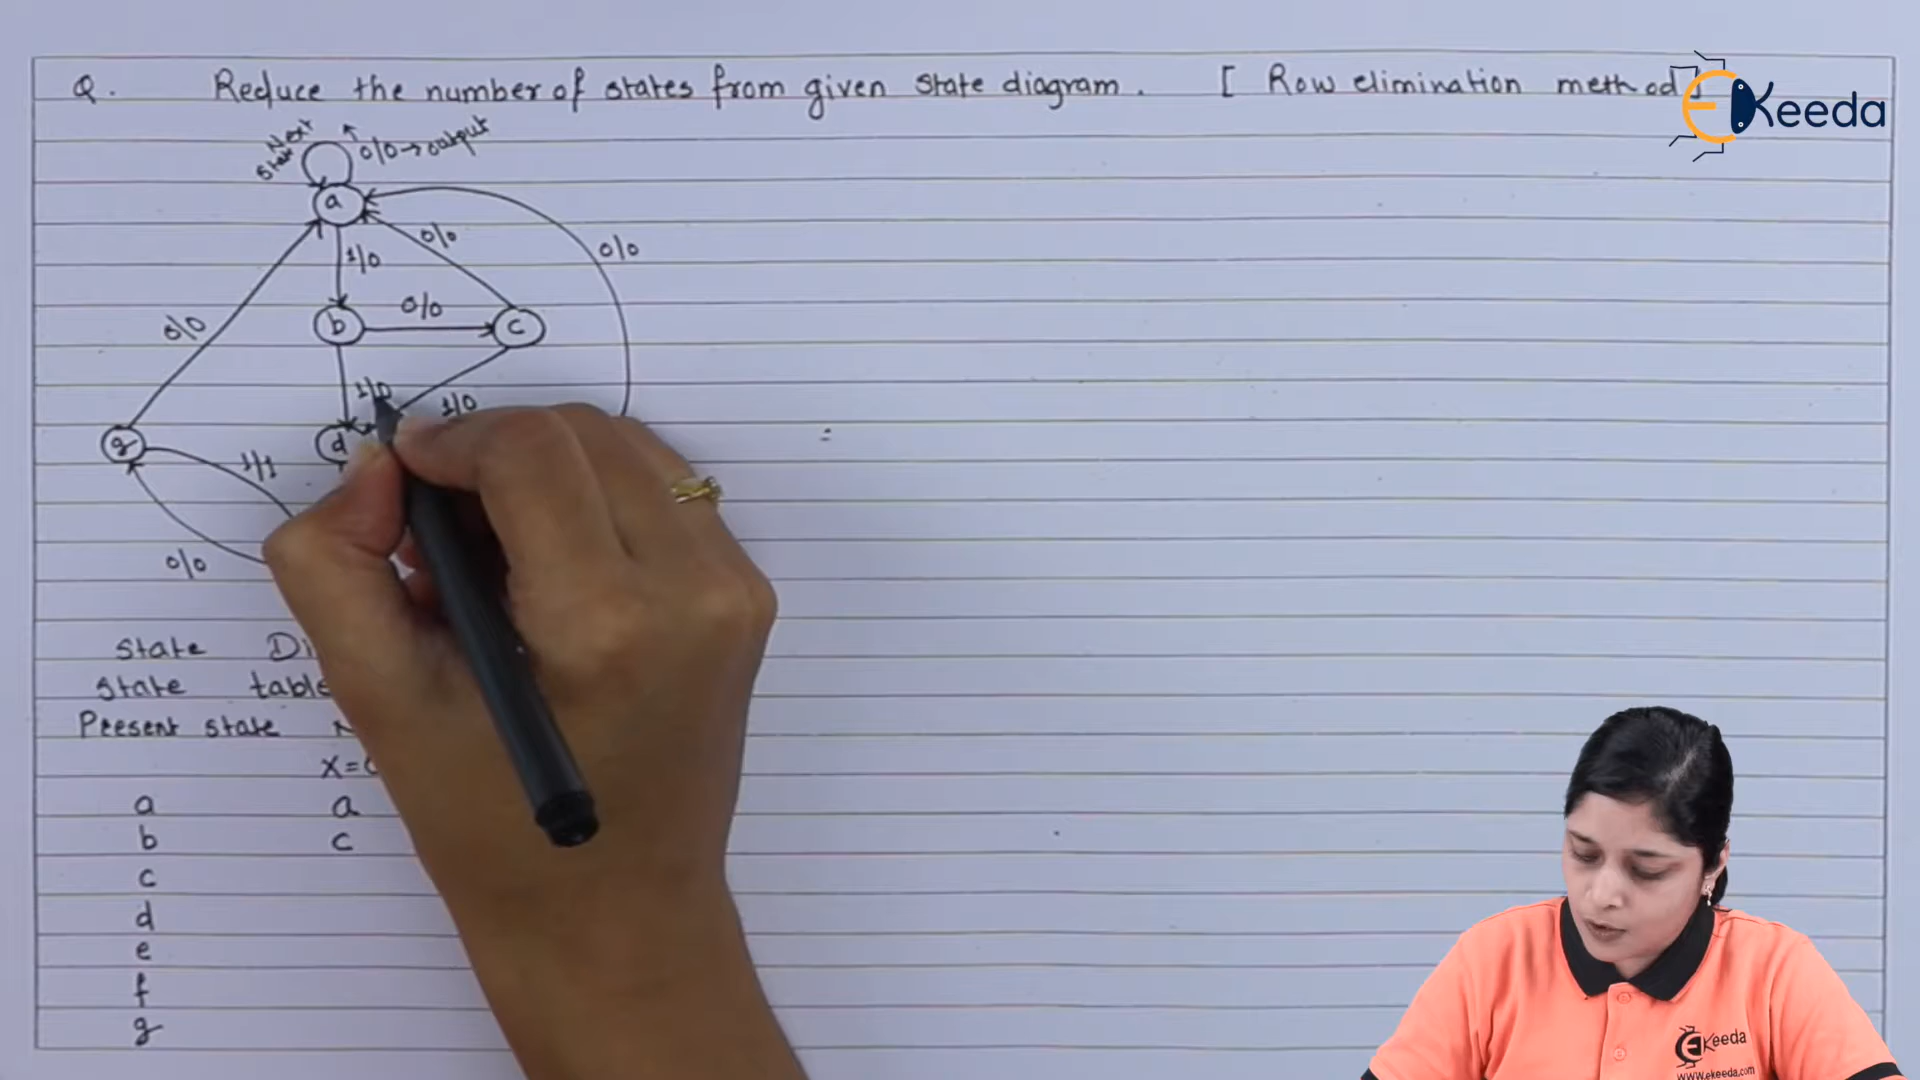 Q. Reduce the number of states from given state diagram. [ Row elimination method ]
EKeeda
Next state
0/0 → output
a
0/0
1/0
0/0
0/0
b
c
0/0
1/0
1/0
g
d
1/1
0/0
state
state table
Present state
X=
a a
b c
c
d
e
f
g
EKeeda
www.ekeeda.com